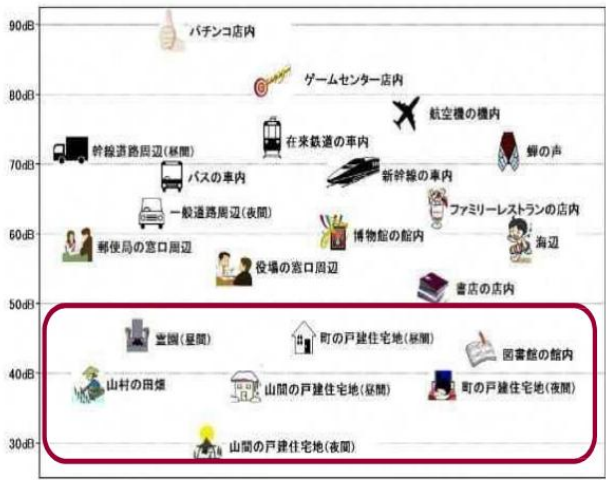 90dB
パチンコ店内
ゲームセンター店内
80dB
航空機の機内
在来鉄道の車内
幹線道路周辺(昼間)
蝉の声
70dB
バスの車内
新幹線の車内
一般道路周辺(夜間)
ファミリーレストランの店内
60dB
郵便局の窓口周辺
博物館の館内
海辺
役場の窓口周辺
書店の店内
50dB
霊園(昼間)
町の戸建住宅地(昼間)
図書館の館内
40dB
山村の田畑
山間の戸建住宅地(昼間)
町の戸建住宅地(夜間)
30dB
山間の戸建住宅地(夜間)